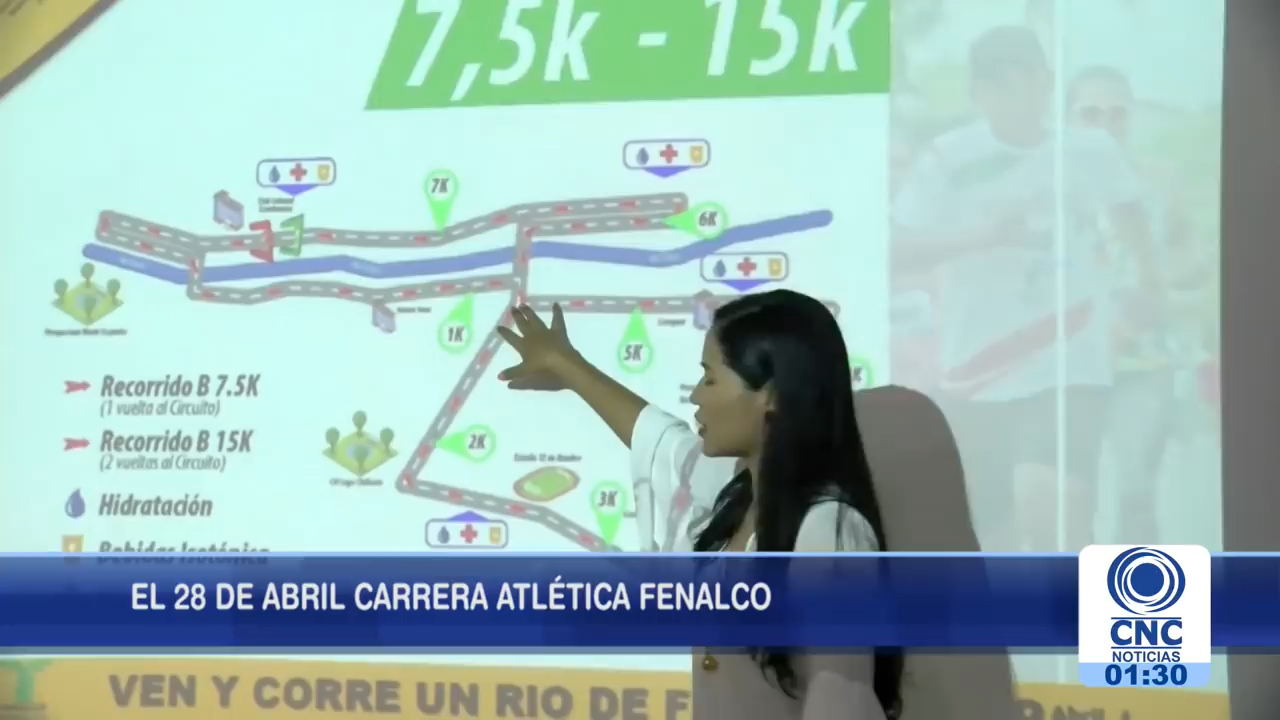 7,5k - 15k
7K
6K
1K
5K
K
Recorrido B 7.5K
(1 vuelta al Circuito)
Recorrido B 15K
(2 vueltas al Circuito)
2K
3K
Hidratación
Bebidas Isotónica
EL 28 DE ABRIL CARRERA ATLÉTICA FENALCO
CNC
NOTICIAS
01:30
VEN Y CORRE UN RIO DE F